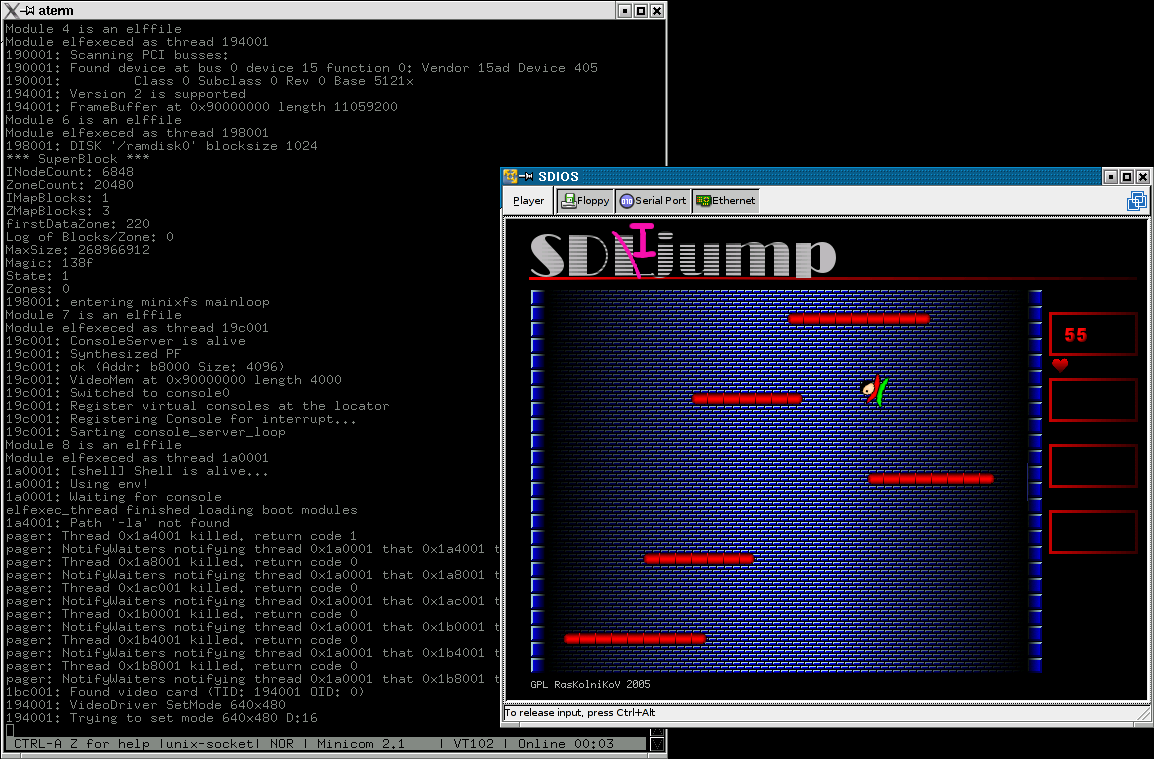 aterm
Module 4 is an elffile
Module elfexeced as thread 194001
190001: Scanning PCI busses:
190001: Found device at bus 0 device 15 function 0: Vendor 15ad Device 405
190001:         Class 0 Subclass 0 Rev 0 Base 5121x
194001: Version 2 is supported
194001: FrameBuffer at 0x90000000 length 11059200
Module 6 is an elffile
Module elfexeced as thread 198001
198001: DISK '/ramdisk0' blocksize 1024
*** SuperBlock ***
INodeCount: 6848
ZoneCount: 20480
IMapBlocks: 1
ZMapBlocks: 3
firstDataZone: 220
Log of Blocks/Zone: 0
MaxSize: 268966912
Magic: 138f
State: 1
Zones: 0
198001: entering minixfs mainloop
Module 7 is an elffile
Module elfexeced as thread 19c001
19c001: ConsoleServer is alive
19c001: Synthesized PF
19c001: ok (Addr: b8000 Size: 4096)
19c001: VideoMem at 0x90000000 length 4000
19c001: Switched to console0
19c001: Register virtual consoles at the locator
19c001: Registering Console for interrupt...
19c001: Sarting console_server_loop
Module 8 is an elffile
Module elfexeced as thread 1a0001
1a0001: [shell] Shell is alive...
1a0001: Using env!
1a0001: Waiting for console
elfexec_thread finished loading boot modules
1a4001: Path '-la' not found
pager: Thread 0x1a4001 killed. return code 1
pager: NotifyWaiters notifying thread 0x1a0001 that 0x1a4001 t
pager: Thread 0x1a8001 killed. return code 0
pager: NotifyWaiters notifying thread 0x1a0001 that 0x1a8001 t
pager: Thread 0x1ac001 killed. return code 0
pager: NotifyWaiters notifying thread 0x1a0001 that 0x1ac001 t
pager: Thread 0x1b0001 killed. return code 0
pager: NotifyWaiters notifying thread 0x1a0001 that 0x1b0001 t
pager: Thread 0x1b4001 killed. return code 0
pager: NotifyWaiters notifying thread 0x1a0001 that 0x1b4001 t
pager: Thread 0x1b8001 killed. return code 0
pager: NotifyWaiters notifying thread 0x1a0001 that 0x1b8001 t
1bc001: Found video card (TID: 194001 OID: 0)
194001: VideoDriver SetMode 640x480
194001: Trying to set mode 640x480 D:16
CTRL-A Z for help |unix-socket| NOR | Minicom 2.1    | VT102 | Online 00:03
SDIOS
Player Floppy Serial Port Ethernet
SDIjump
55
GPL RasKolniKoV 2005
To release input, press Ctrl+Alt